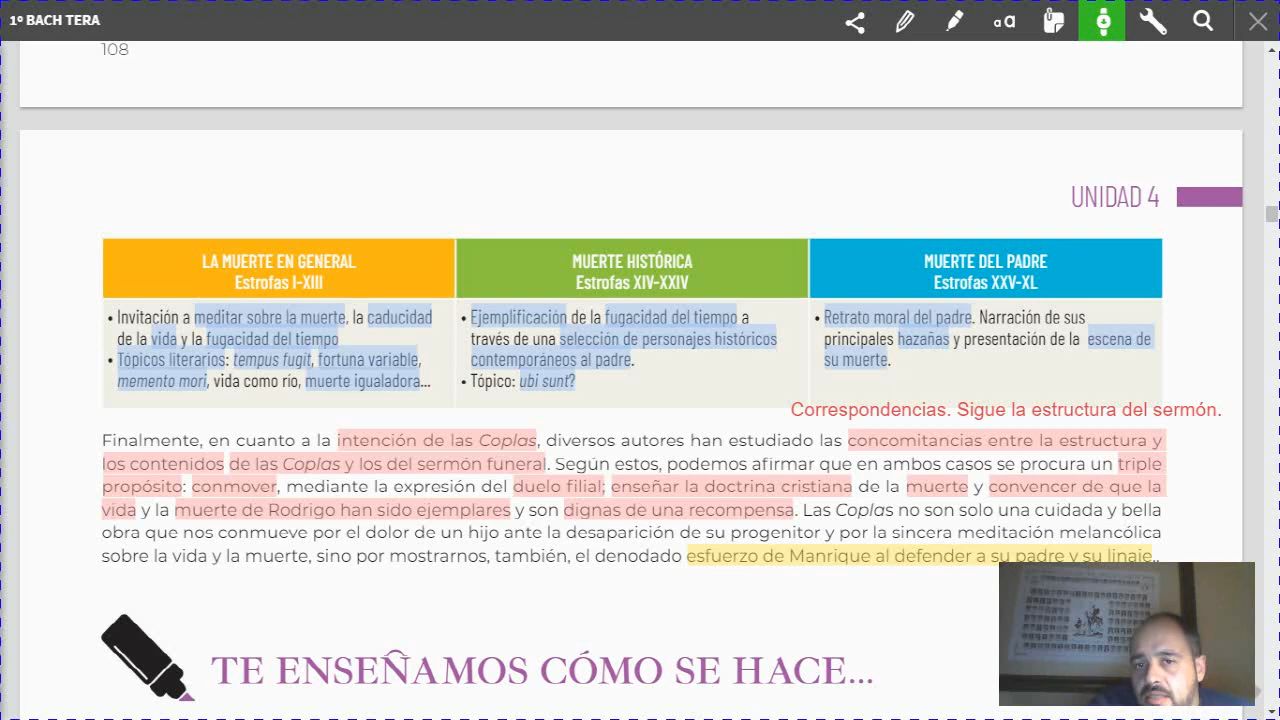 1º BACH TERA
aA
108
UNIDAD 4
LA MUERTE EN GENERAL
Estrofas I-XIII
• Invitación a meditar sobre la muerte, la caducidad
de la vida y la fugacidad del tiempo
• Tópicos literarios: tempus fugit, fortuna variable,
memento mori, vida como río, muerte igualadora...
MUERTE HISTÓRICA
Estrofas XIV-XXIV
• Ejemplificación de la fugacidad del tiempo a
través de una selección de personajes históricos
contemporáneos al padre.
• Tópico: ubi sunt?
MUERTE DEL PADRE
Estrofas XXV-XL
• Retrato moral del padre. Narración de sus
principales hazañas y presentación de la escena de
su muerte.
Correspondencias. Sigue la estructura del sermón.
Finalmente, en cuanto a la intención de las Coplas, diversos autores han estudiado las concomitancias entre la estructura y
los contenidos de las Coplas y los del sermón funeral. Según estos, podemos afirmar que en ambos casos se procura un triple
propósito: conmover, mediante la expresión del duelo filial; enseñar la doctrina cristiana de la muerte y convencer de que la
vida y la muerte de Rodrigo han sido ejemplares y son dignas de una recompensa. Las Coplas no son solo una cuidada y bella
obra que nos conmueve por el dolor de un hijo ante la desaparición de su progenitor y por la sincera meditación melancólica
sobre la vida y la muerte, sino por mostrarnos, también, el denodado esfuerzo de Manrique al defender a su padre y su linaje..
TE ENSEÑAMOS CÓMO SE HACE...